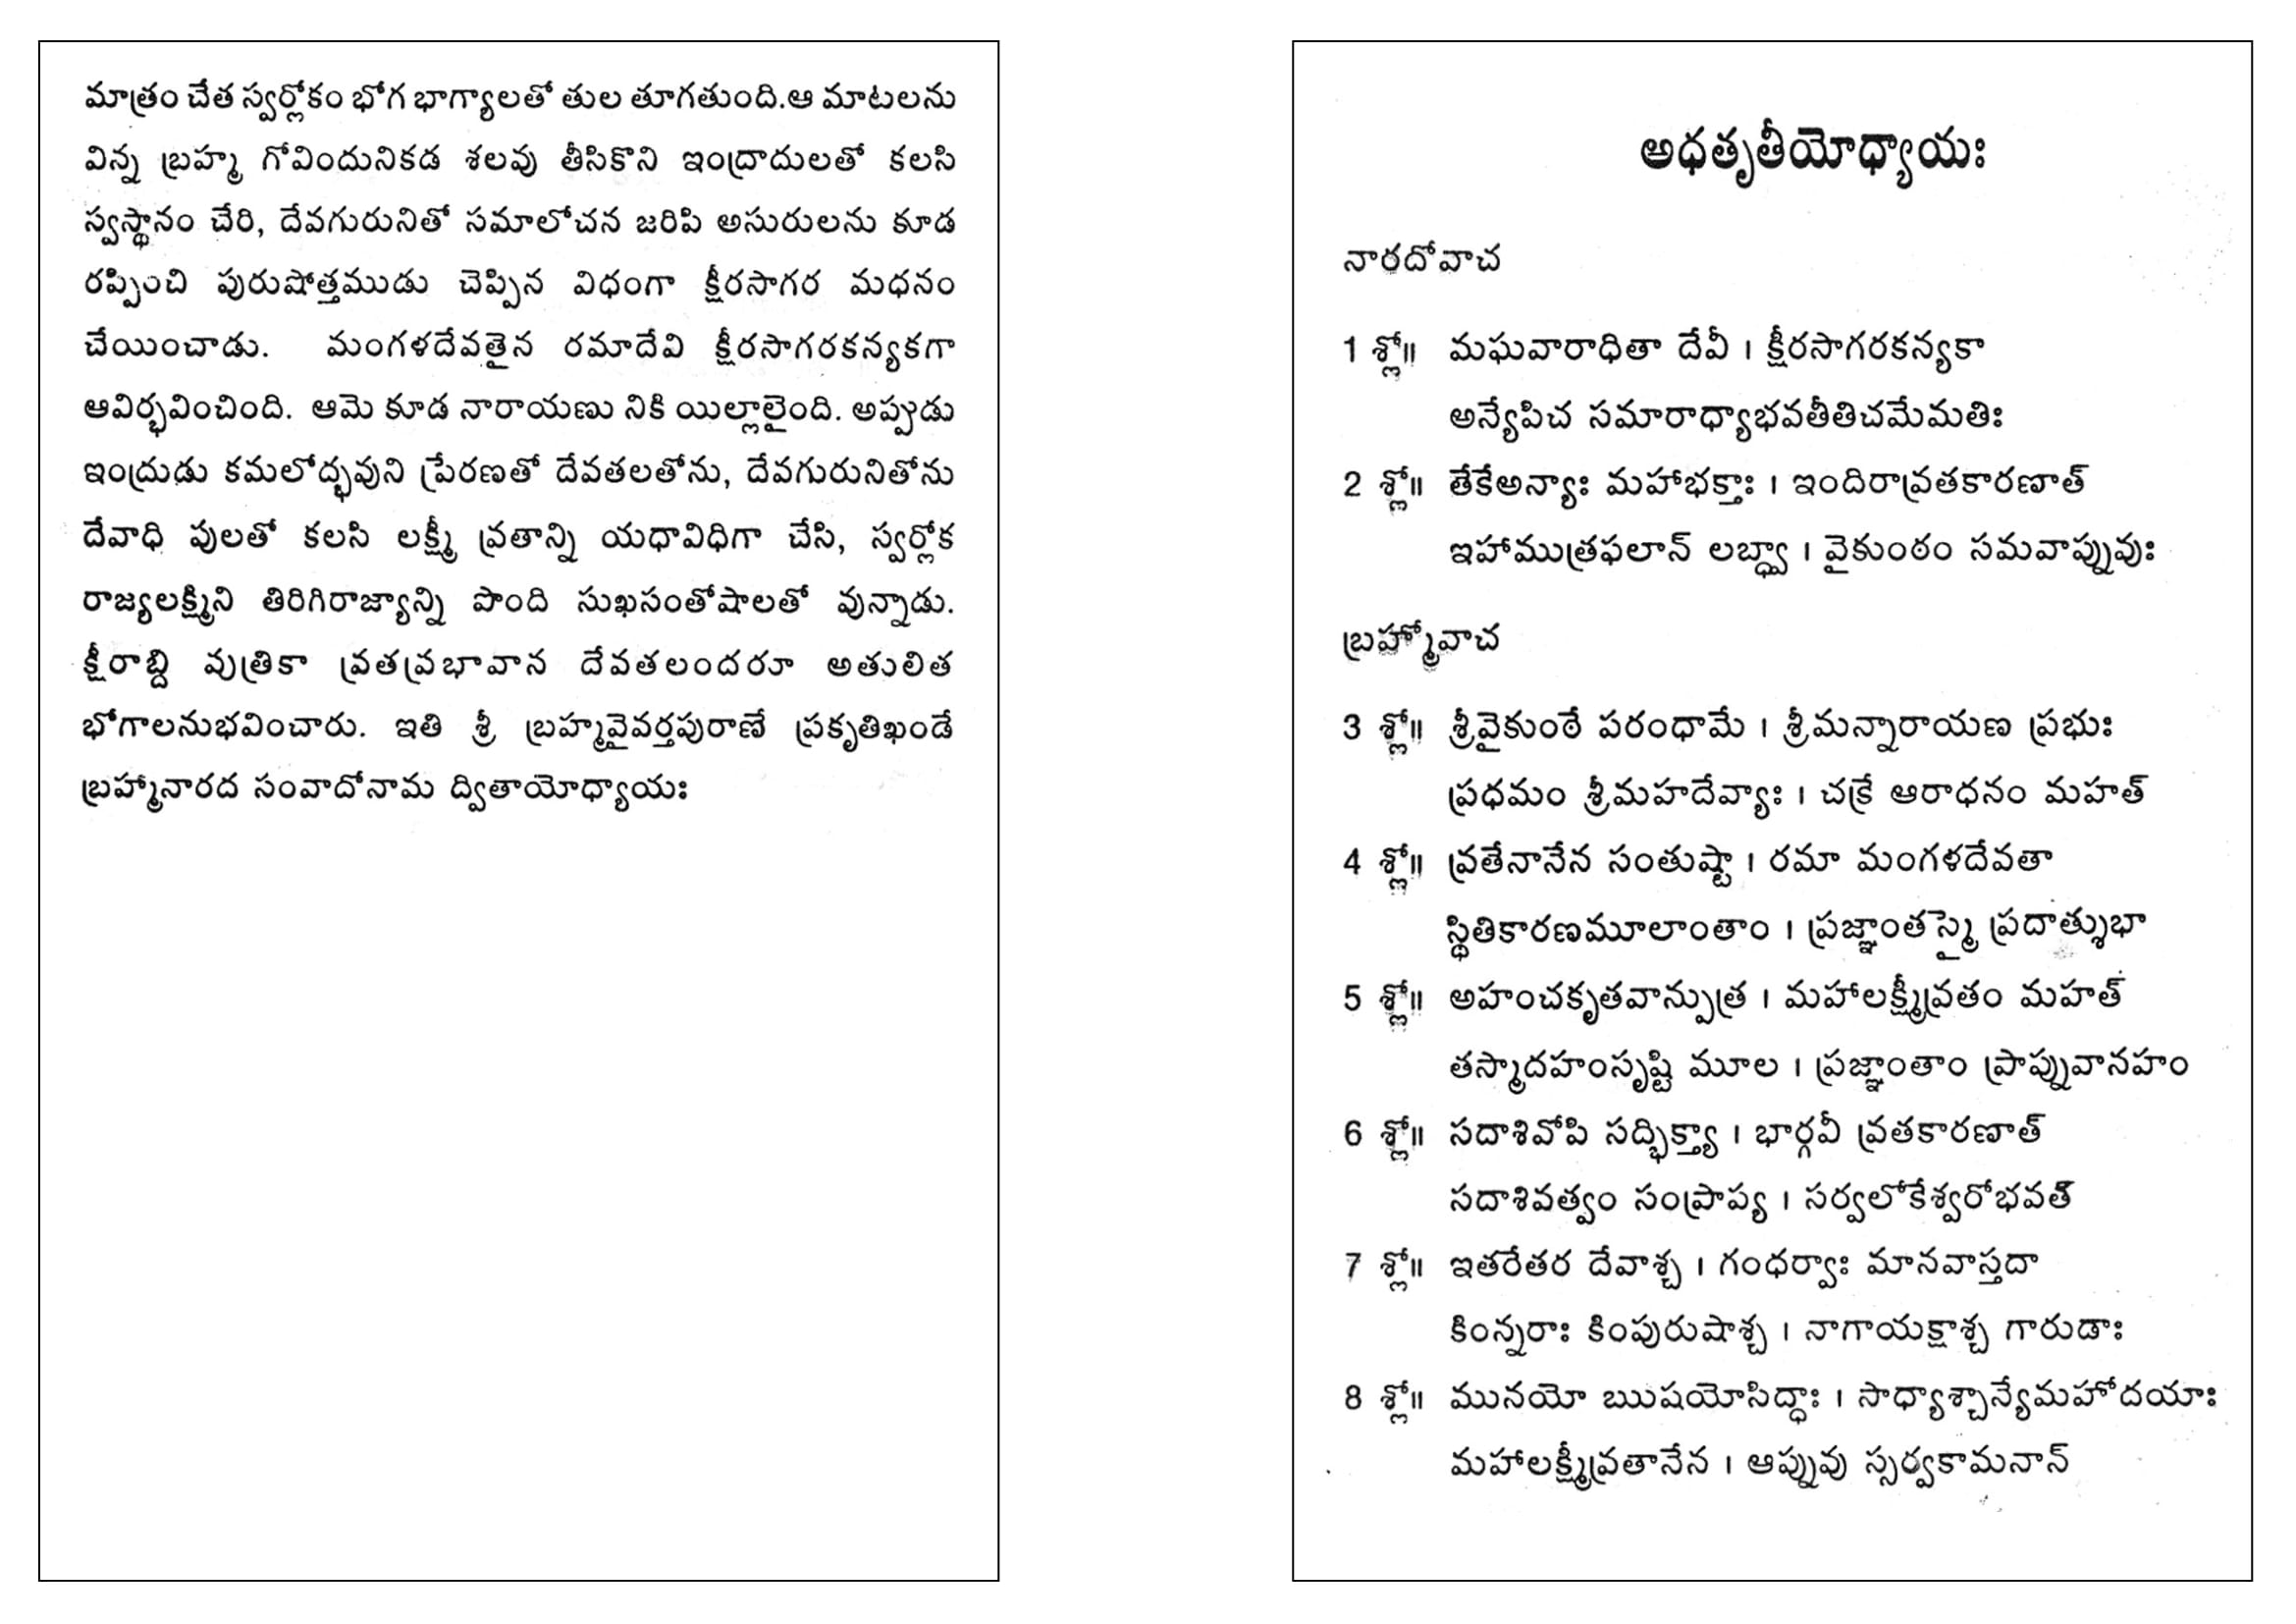 మాత్రం చేత స్వర్లోకం భోగ భాగ్యాలతో తుల తూగతుంది.ఆ మాటలను
విన్న బ్రహ్మ గోవిందునికడ శలవు తీసికొని ఇంద్రాదులతో కలసి
స్వస్థానం చేరి, దేవగురునితో సమాలోచన జరిపి అసురులను కూడ
రప్పించి పురుషోత్తముడు చెప్పిన విధంగా క్షీరసాగర మధనం
చేయించాడు. మంగళదేవతైన రమాదేవి క్షీరసాగరకన్యకగా
ఆవిర్భవించింది. ఆమె కూడ నారాయణు నికి యిల్లాలైంది. అప్పుడు
ఇంద్రుడు కమలోద్భవుని ప్రేరణతో దేవతలతోను, దేవగురునితోను
దేవాధి పులతో కలసి లక్ష్మీ వ్రతాన్ని యధావిధిగా చేసి, స్వర్లోక
రాజ్యలక్ష్మిని తిరిగిరాజ్యాన్ని పొంది సుఖసంతోషాలతో వున్నాడు.
క్షీరాబ్ది పుత్రికా వ్రతప్రభావాన దేవతలందరూ అతులిత
భోగాలనుభవించారు. ఇతి శ్రీ బ్రహ్మవైవర్తపురాణే ప్రకృతిఖండే
బ్రహ్మానారద సంవాదోనామ ద్వితాయోధ్యాయః
అధతృతీయోధ్యాయః
నారదోవాచ
1 శ్లో॥ మఘవారాధితా దేవీ । క్షీరసాగరకన్యకా
అన్యేపిచ సమారాధ్యాభవతీతిచమేమతిః
2 శ్లో॥ తేకేఅన్యాః మహాభక్తాః । ఇందిరావ్రతకారణాత్
ఇహాముత్రఫలాన్ లబ్ధ్వా । వైకుంఠం సమవాప్నువుః
బ్రహ్మోవాచ
3 శ్లో॥ శ్రీవైకుంఠే పరంధామే । శ్రీమన్నారాయణ ప్రభుః
ప్రధమం శ్రీమహదేవ్యాః । చక్రే ఆరాధనం మహత్
4 శ్లో॥ వ్రతేనానేన సంతుష్టా । రమా మంగళదేవతా
స్థితికారణమూలాంతాం । ప్రజ్ఞాంతస్మై ప్రదాత్శుభా
5 శ్లో॥ అహంచకృతవాన్పుత్ర । మహాలక్ష్మీవ్రతం మహత్
తస్మాదహంసృష్టి మూల । ప్రజ్ఞాంతాం ప్రాప్నువానహం
6 శ్లో॥ సదాశివోపి సద్భిక్త్యా । భార్గవీ వ్రతకారణాత్
సదాశివత్వం సంప్రాప్య । సర్వలోకేశ్వరోభవత్
7 శ్లో॥ ఇతరేతర దేవాశ్చ । గంధర్వాః మానవాస్తదా
కింన్నరాః కింపురుషాశ్చ । నాగాయక్షాశ్చ గారుడాః
8 శ్లో॥ మునయో ఋషయోసిద్ధాః । సాధ్యాశ్చాన్యేమహోదయాః
మహాలక్ష్మీవ్రతానేన । ఆప్నువు స్సర్వకామనాన్